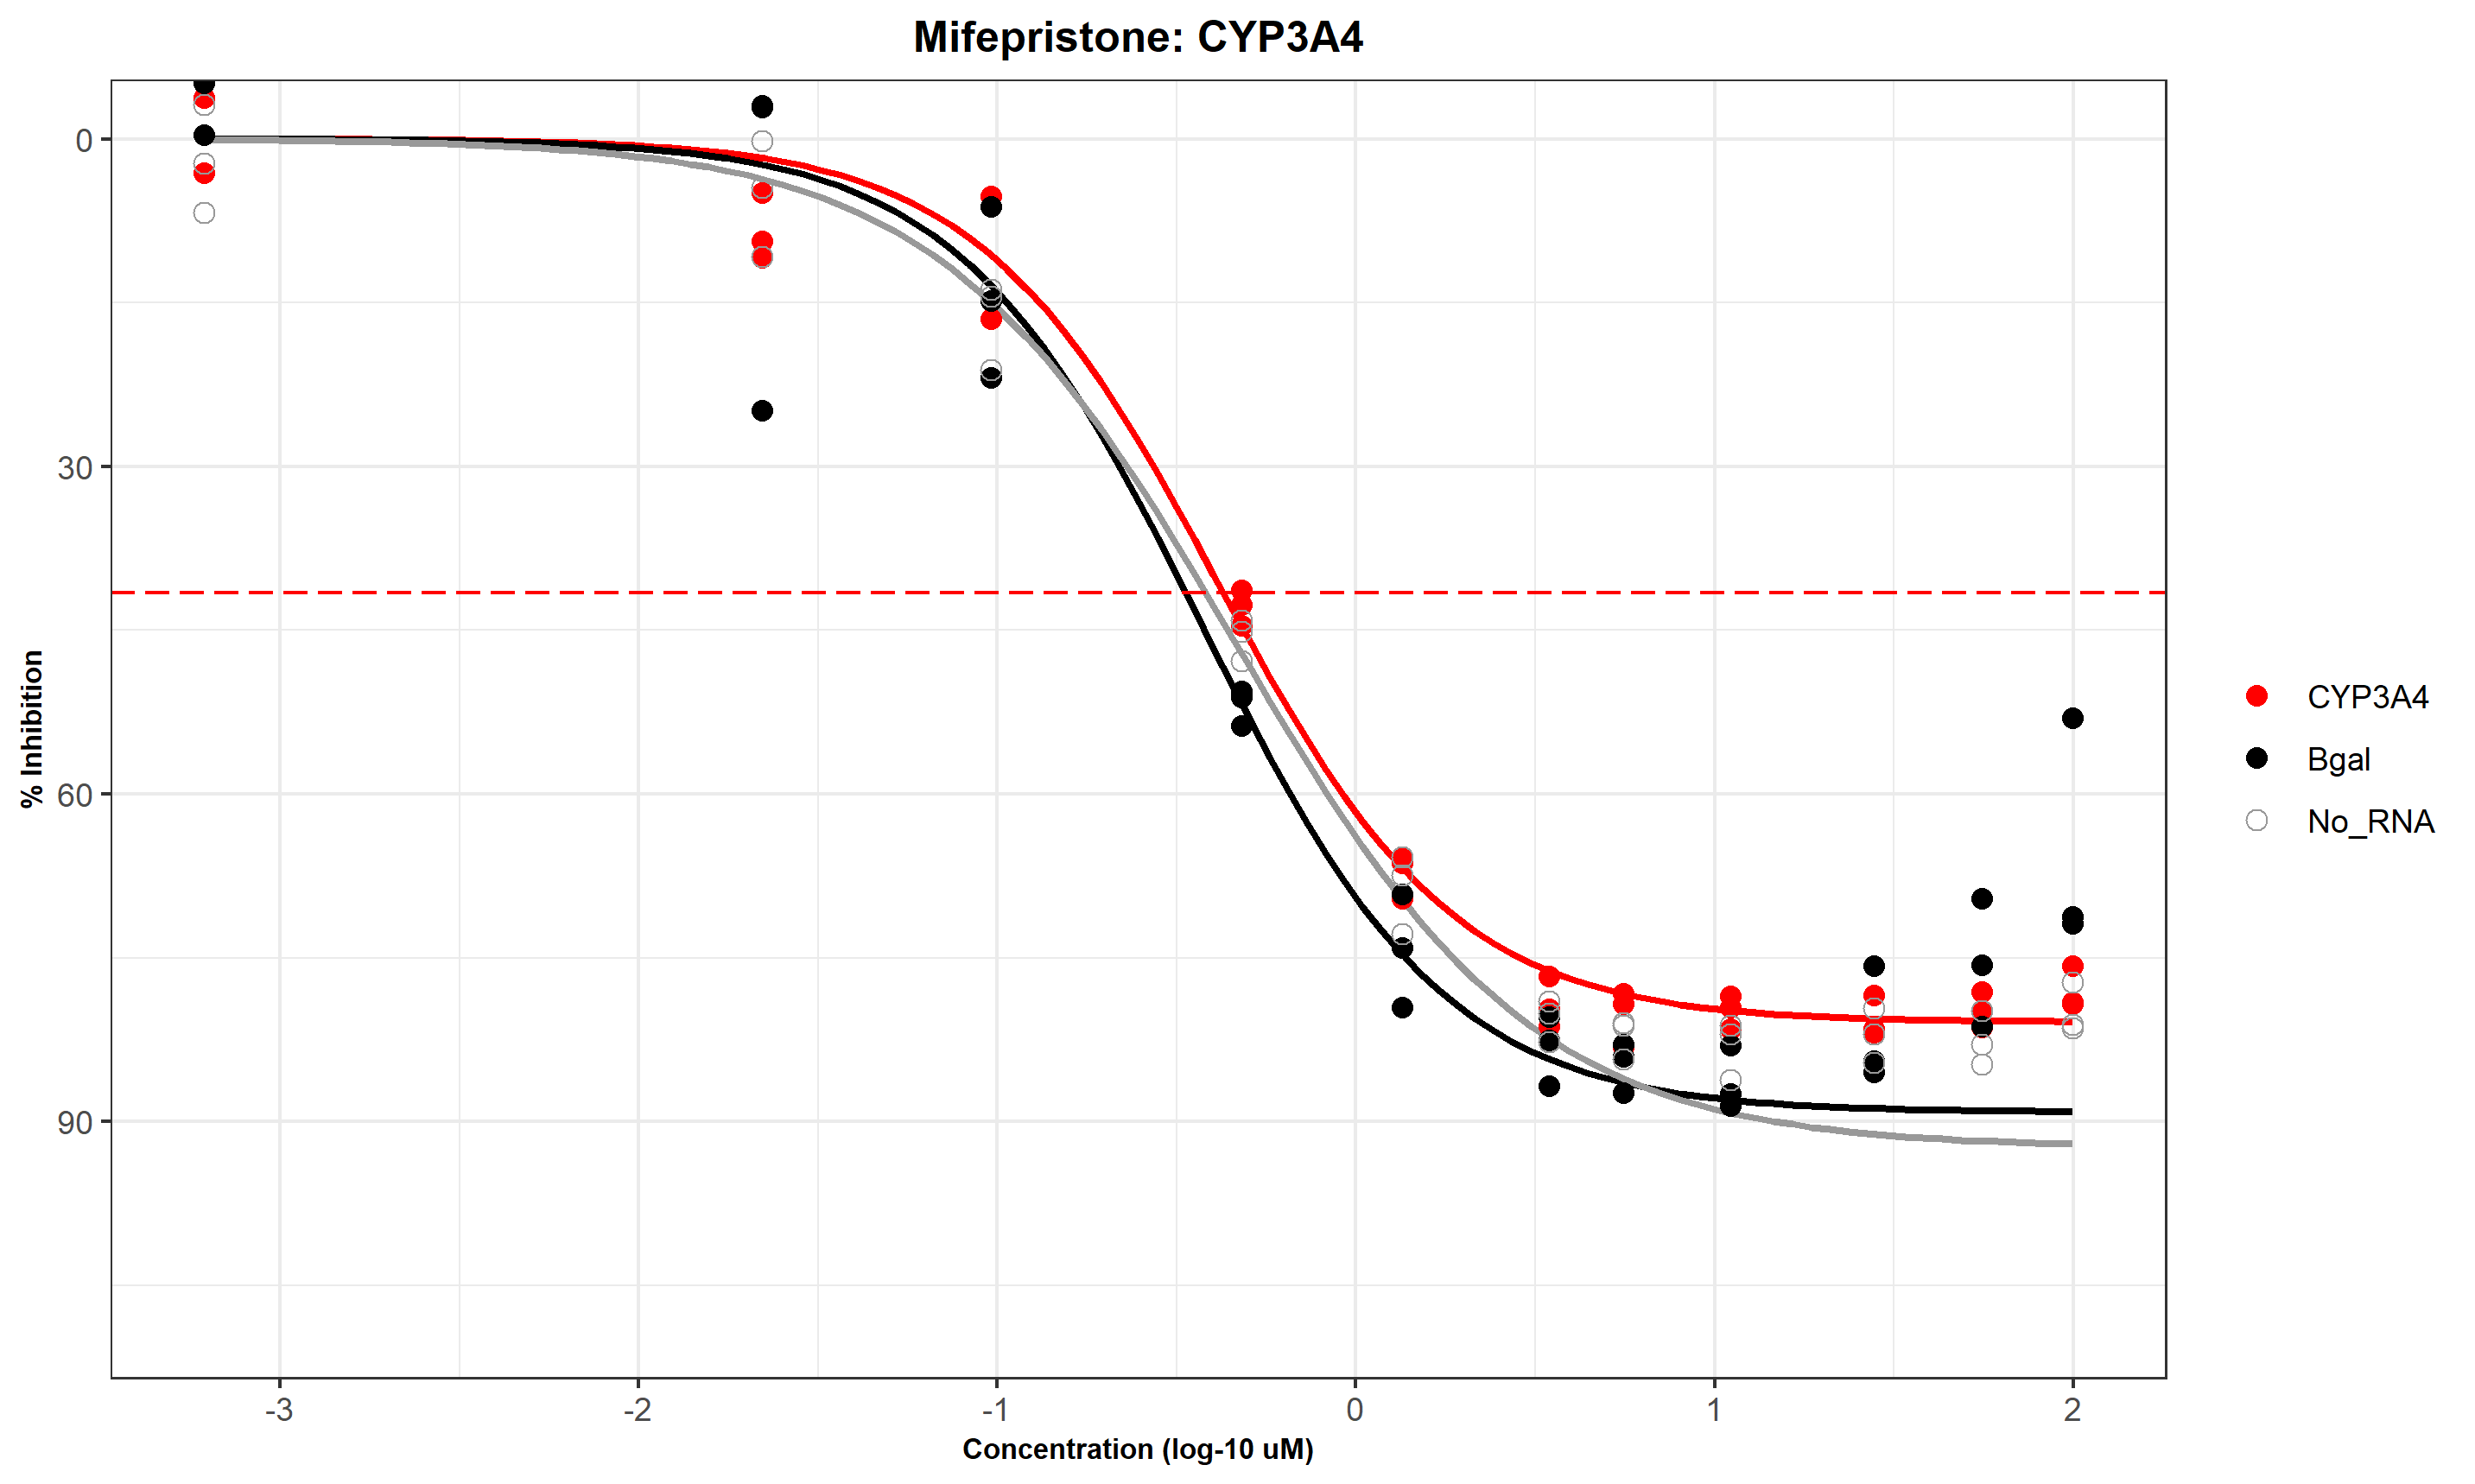 Mifepristone: CYP3A4
0
30
60
90
% Inhibition
-3
-2
-1
0
1
2
Concentration (log-10 uM)
CYP3A4
Bgal
No_RNA